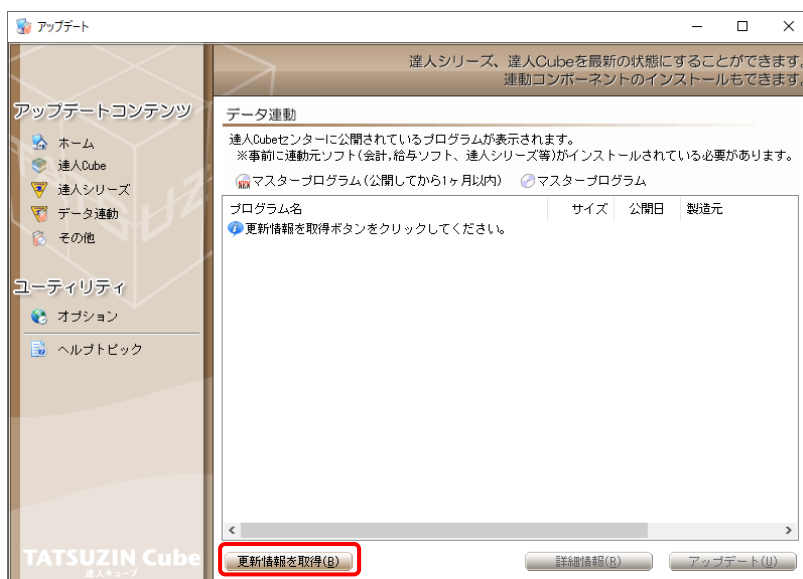 アップデート
達人シリーズ、達人Cubeを最新の状態にすることができます。
連動コンポーネントのインストールもできます。
アップデートコンテンツ
ホーム
達人Cube
達人シリーズ
データ連動
その他
ユーティリティ
オプション
ヘルプトピック
TATSUZIN Cube
達人キューブ
データ連動
達人Cubeセンターに公開されているプログラムが表示されます。
※事前に連動元ソフト(会計,給与ソフト、達人シリーズ等)がインストールされている必要があります。
マスタープログラム(公開してから1ヶ月以内) マスタープログラム
プログラム名 サイズ 公開日 製造元
更新情報を取得ボタンをクリックしてください。
更新情報を取得(B) 詳細情報(R) アップデート(U)